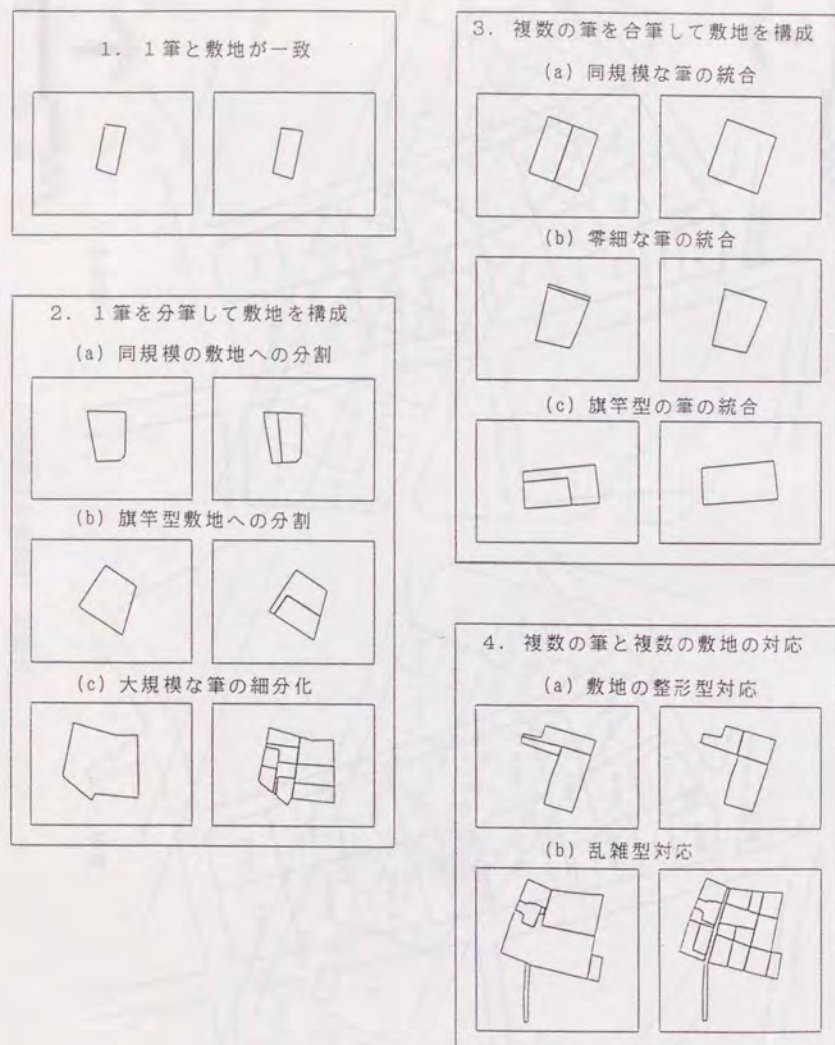 1．1筆と敷地が一致
2．1筆を分筆して敷地を構成
(a) 同規模の敷地への分割
(b) 旗竿型敷地への分割
(c) 大規模な筆の細分化
3．複数の筆を合筆して敷地を構成
(a) 同規模な筆の統合
(b) 零細な筆の統合
(c) 旗竿型の筆の統合
4．複数の筆と複数の敷地の対応
(a) 敷地の整形型対応
(b) 乱雑型対応